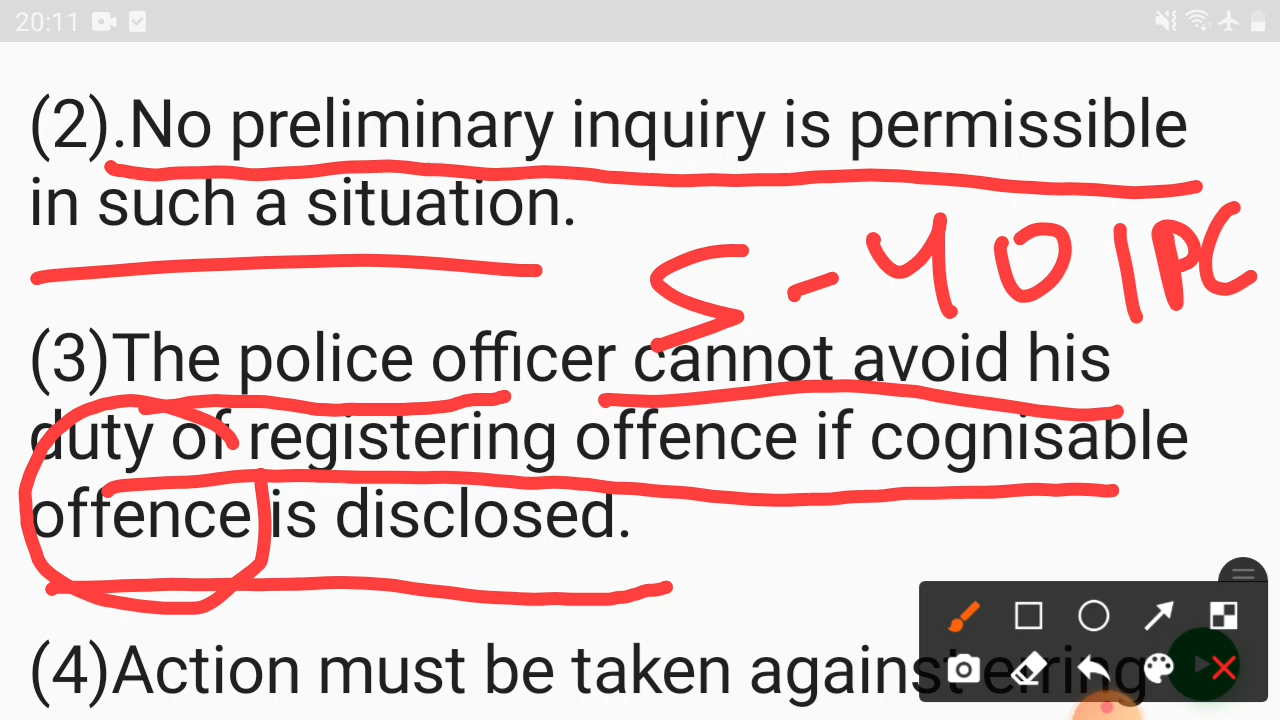 20:11
(2).No preliminary inquiry is permissible
in such a situation.
S-40 IPC
(3)The police officer cannot avoid his
duty of registering offence if cognisable
offence is disclosed.
(4)Action must be taken against erring